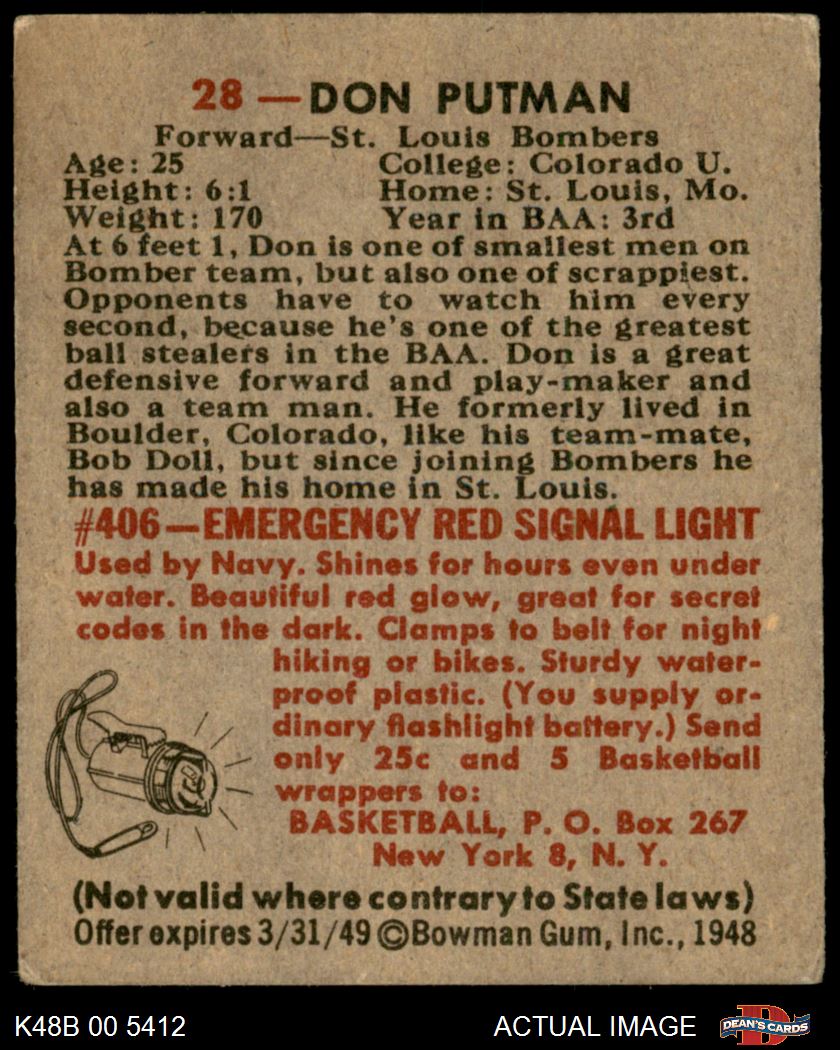 28 — DON PUTMAN
Forward—St. Louis Bombers
Age: 25 College: Colorado U.
Height: 6:1 Home: St. Louis, Mo.
Weight: 170 Year in BAA: 3rd
At 6 feet 1, Don is one of smallest men on
Bomber team, but also one of scrappiest.
Opponents have to watch him every
second, because he's one of the greatest
ball stealers in the BAA. Don is a great
defensive forward and play-maker and
also a team man. He formerly lived in
Boulder, Colorado, like his team-mate,
Bob Doll, but since joining Bombers he
has made his home in St. Louis.
#406—EMERGENCY RED SIGNAL LIGHT
Used by Navy. Shines for hours even under
water. Beautiful red glow, great for secret
codes in the dark. Clamps to belt for night
hiking or bikes. Sturdy water-
proof plastic. (You supply or-
dinary flashlight battery.) Send
only 25c and 5 Basketball
wrappers to:
BASKETBALL, P. O. Box 267
New York 8, N. Y.
(Not valid where contrary to State laws)
Offer expires 3/31/49 ©Bowman Gum, Inc., 1948
K48B 00 5412 ACTUAL IMAGE DEAN'S CARDS